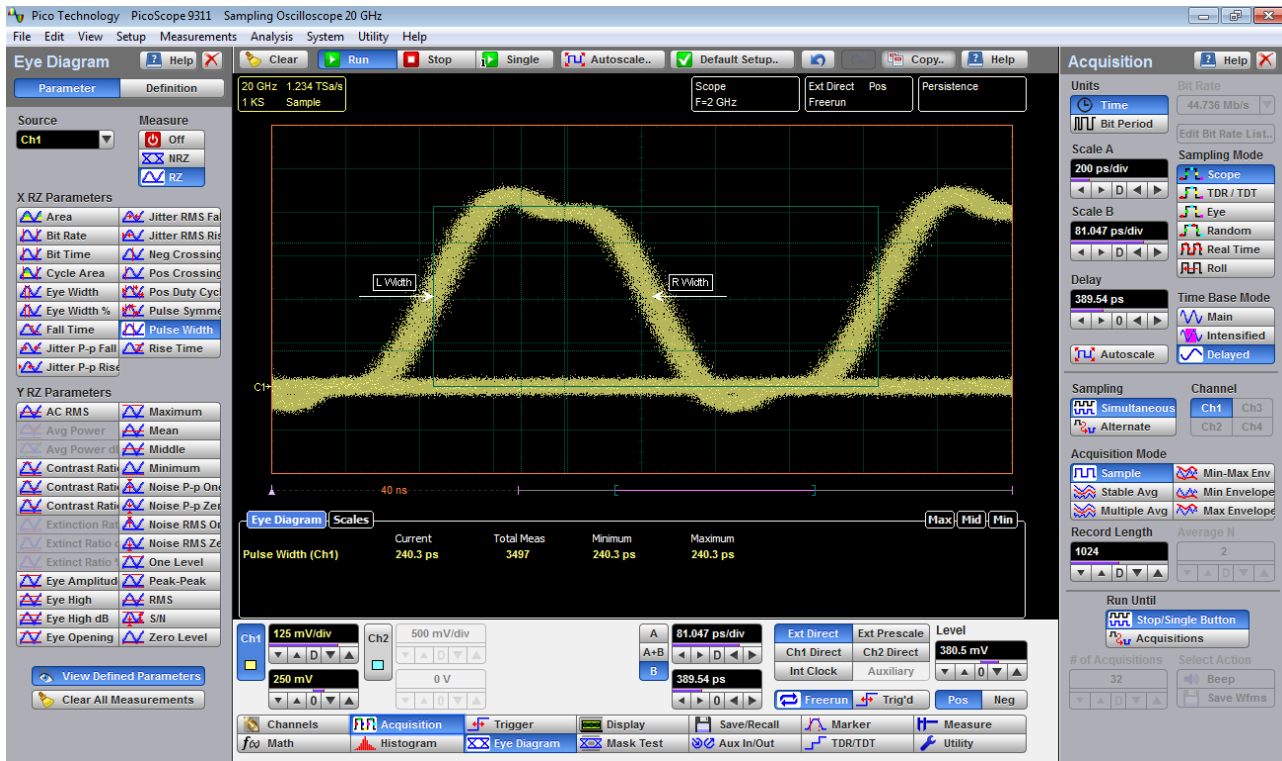 Pico Technology PicoScope 9311 Sampling Oscilloscope 20 GHz
File Edit View Setup Measurements Analysis System Utility Help
Eye Diagram Help
Parameter Definition
Source Measure
Ch1 Off
NRZ
RZ
X RZ Parameters
Area Jitter RMS Fal
Bit Rate Jitter RMS Ris
Bit Time Neg Crossing
Cycle Area Pos Crossing
Eye Width Pos Duty Cycl
Eye Width % Pulse Symme
Fall Time Pulse Width
Jitter P-p Fall Rise Time
Jitter P-p Rise
Y RZ Parameters
AC RMS Maximum
Avg Power Mean
Avg Power dB Middle
Contrast Rati Minimum
Contrast Rati Noise P-p One
Contrast Rati Noise P-p Zer
Extinction Rat Noise RMS On
Extinct Ratio d Noise RMS Ze
Extinct Ratio % One Level
Eye Amplitud Peak-Peak
Eye High RMS
Eye High dB S/N
Eye Opening Zero Level
View Defined Parameters
Clear All Measurements
Clear Run Stop Single Autoscale.. Default Setup.. Copy.. Help
20 GHz 1.234 TSa/s
1 KS Sample
Scope
F=2 GHz
Ext Direct Pos
Freerun
Persistence
L Width R Width
C1
40 ns
Eye Diagram Scales Max Mid Min
Current Total Meas Minimum Maximum
Pulse Width (Ch1) 240.3 ps 3497 240.3 ps 240.3 ps
Ch1 125 mV/div Ch2 500 mV/div
D D
250 mV 0 V
0 0
A 81.047 ps/div
A+B D
B 389.54 ps
0
Ext Direct Ext Prescale Level
Ch1 Direct Ch2 Direct 380.5 mV
Int Clock Auxiliary 0
Freerun Trig'd Pos Neg
Channels Acquisition Trigger Display Save/Recall Marker Measure
f(x) Math Histogram Eye Diagram Mask Test Aux In/Out TDR/TDT Utility
Acquisition Help
Units Bit Rate
Time 44.736 Mb/s
Bit Period Edit Bit Rate List..
Scale A Sampling Mode
200 ps/div Scope
D TDR / TDT
Scale B Eye
81.047 ps/div Random
D Real Time
Roll
Delay
389.54 ps Time Base Mode
0 Main
Intensified
Autoscale Delayed
Sampling Channel
Simultaneous Ch1 Ch3
Alternate Ch2 Ch4
Acquisition Mode
Sample Min-Max Env
Stable Avg Min Envelope
Multiple Avg Max Envelope
Record Length Average N
1024 2
D D
Run Until
Stop/Single Button
Acquisitions
# of Acquisitions Select Action
32 Beep
D Save Wfms